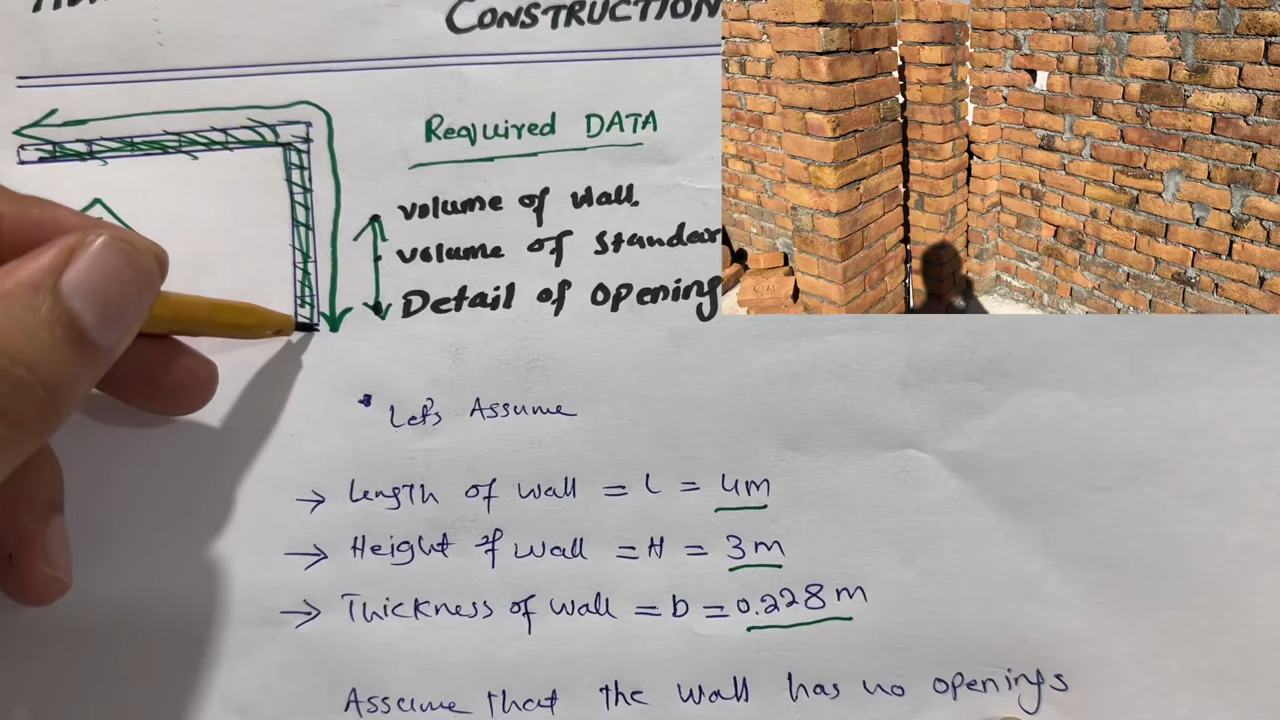 CONSTRUCTION
Required DATA
volume of wall.
volume of Standar
Detail of opening
Let's Assume
→ Length of wall = L = 4m
→ Height of wall = H = 3m
→ Thickness of wall = b = 0.228m
Assume that the wall has no openings